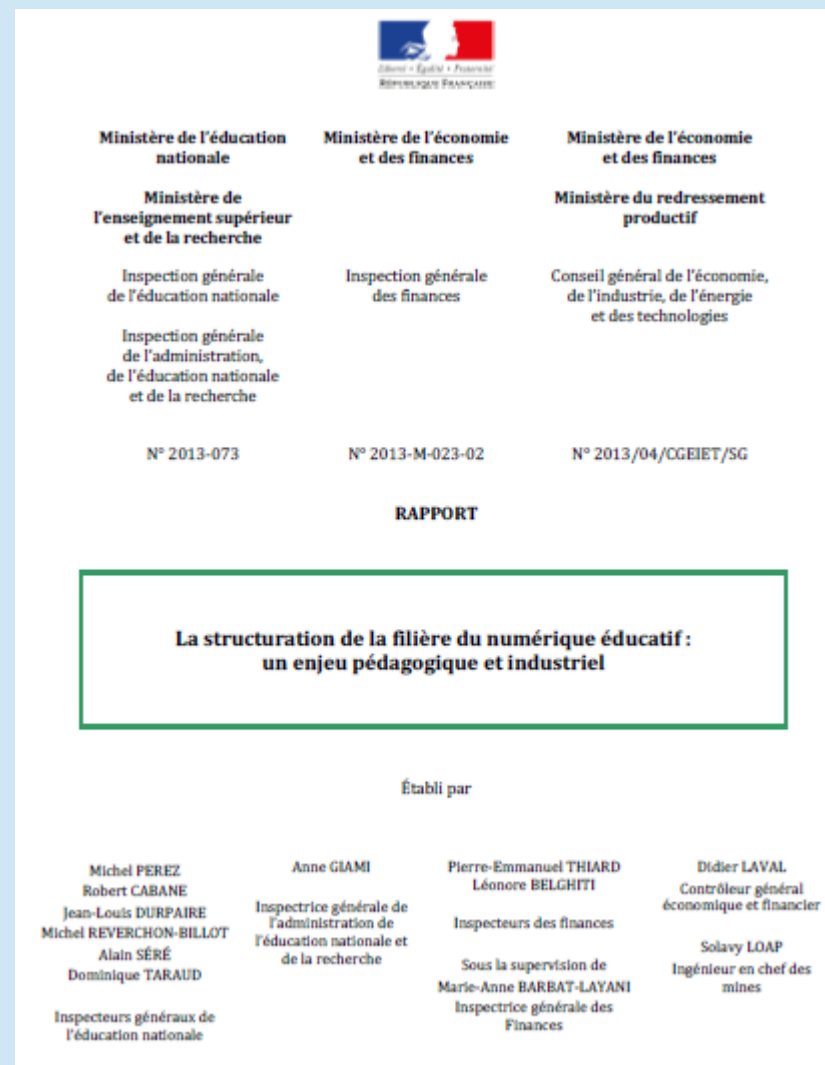 Liberté • Égalité • Fraternité
RÉPUBLIQUE FRANÇAISE
Ministère de l'éducation
nationale
Ministère de
l'enseignement supérieur
et de la recherche
Inspection générale
de l'éducation nationale
Inspection générale
de l'administration,
de l'éducation nationale
et de la recherche
N° 2013-073
Ministère de l'économie
et des finances
Inspection générale
des finances
N° 2013-M-023-02
Ministère de l'économie
et des finances
Ministère du redressement
productif
Conseil général de l'économie,
de l'industrie, de l'énergie
et des technologies
N° 2013/04/CGEIET/SG
RAPPORT
La structuration de la filière du numérique éducatif :
un enjeu pédagogique et industriel
Établi par
Michel PEREZ
Robert CABANE
Jean-Louis DURPAIRE
Michel REVERCHON-BILLOT
Alain SÉRÉ
Dominique TARAUD
Inspecteurs généraux de
l'éducation nationale
Anne GIAMI
Inspectrice générale de
l'administration de
l'éducation nationale et
de la recherche
Pierre-Emmanuel THIARD
Léonore BELGHITI
Inspecteurs des finances
Sous la supervision de
Marie-Anne BARBAT-LAYANI
Inspectrice générale des
Finances
Didier LAVAL
Contrôleur général
économique et financier
Solavy LOAP
Ingénieur en chef des
mines